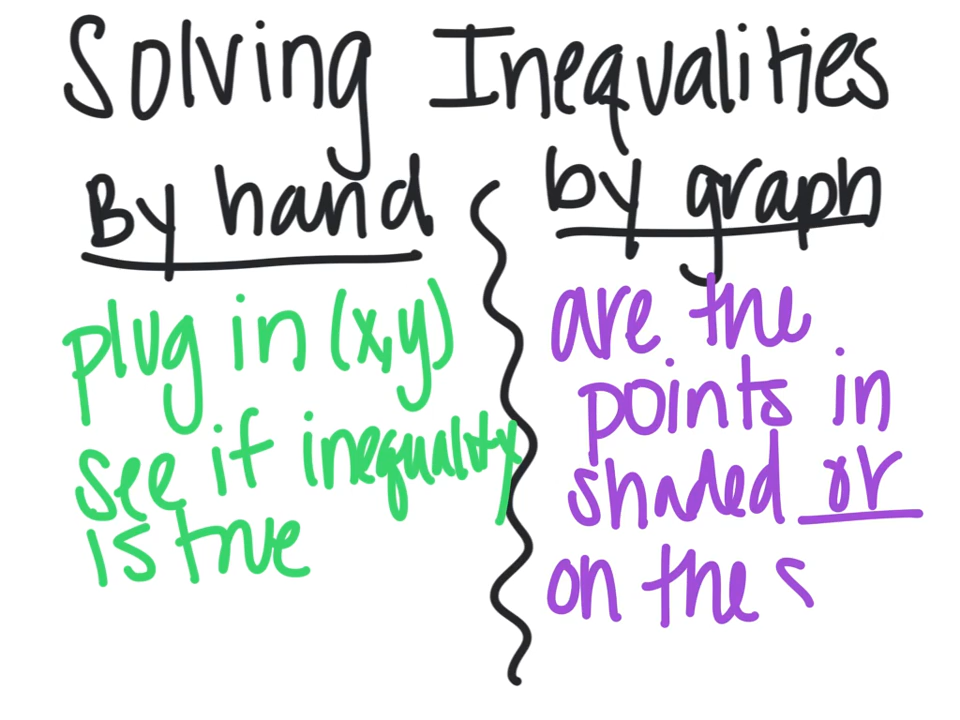 Solving Inequalities
By hand
plug in (x,y)
see if inequality
is true
by graph
are the
points in
shaded or
on the s